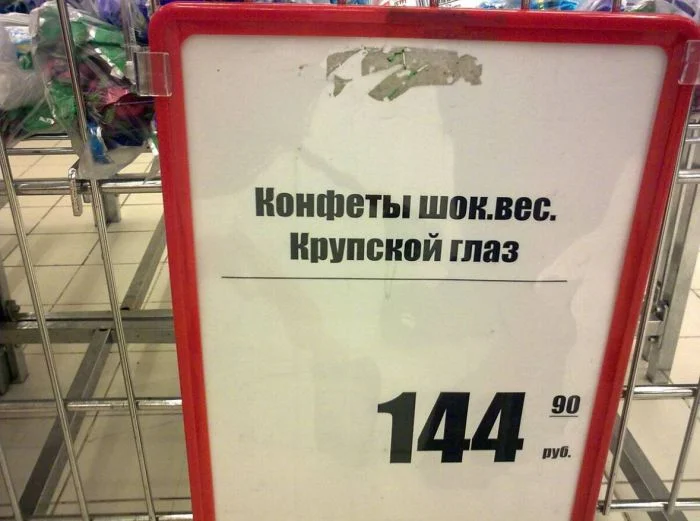 Конфеты шок.вес.
Крупской глаз
144 90
руб.